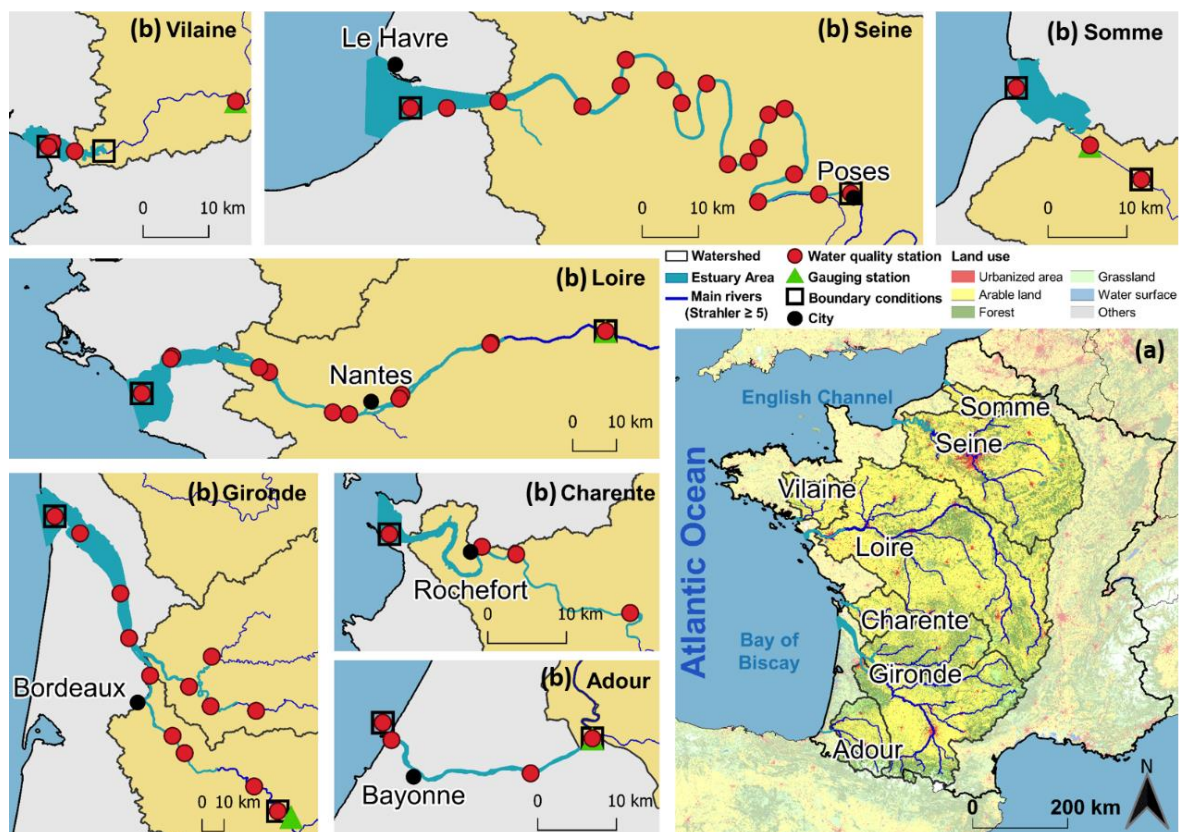 (b) Vilaine
0 10 km
Le Havre
(b) Seine
Poses
0 10 km
(b) Somme
0 10 km
(b) Loire
Nantes
0 10 km
Watershed
Estuary Area
Main rivers
(Strahler ≥ 5)
Water quality station
Gauging station
Boundary conditions
City
Land use
Urbanized area
Arable land
Forest
Grassland
Water surface
Others
(b) Gironde
Bordeaux
0 10 km
(b) Charente
Rochefort
0 10 km
(b) Adour
Bayonne
0 10 km
(a)
English Channel
Somme
Seine
Vilaine
Loire
Atlantic Ocean
Charente
Bay of
Biscay
Gironde
Adour
N
0 200 km